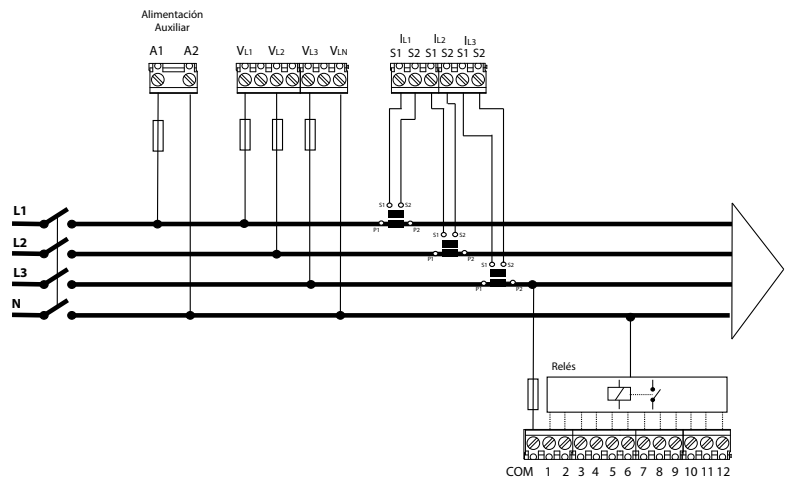 Alimentación
Auxiliar
A1 A2
VL1 VL2 VL3 VLN
IL1 IL2 IL3
S1 S2 S1 S2 S1 S2
S1 S2
L1
P1 P2
S1 S2
L2
P1 P2
S1 S2
L3
P1 P2
N
Relés
COM 1 2 3 4 5 6 7 8 9 10 11 12